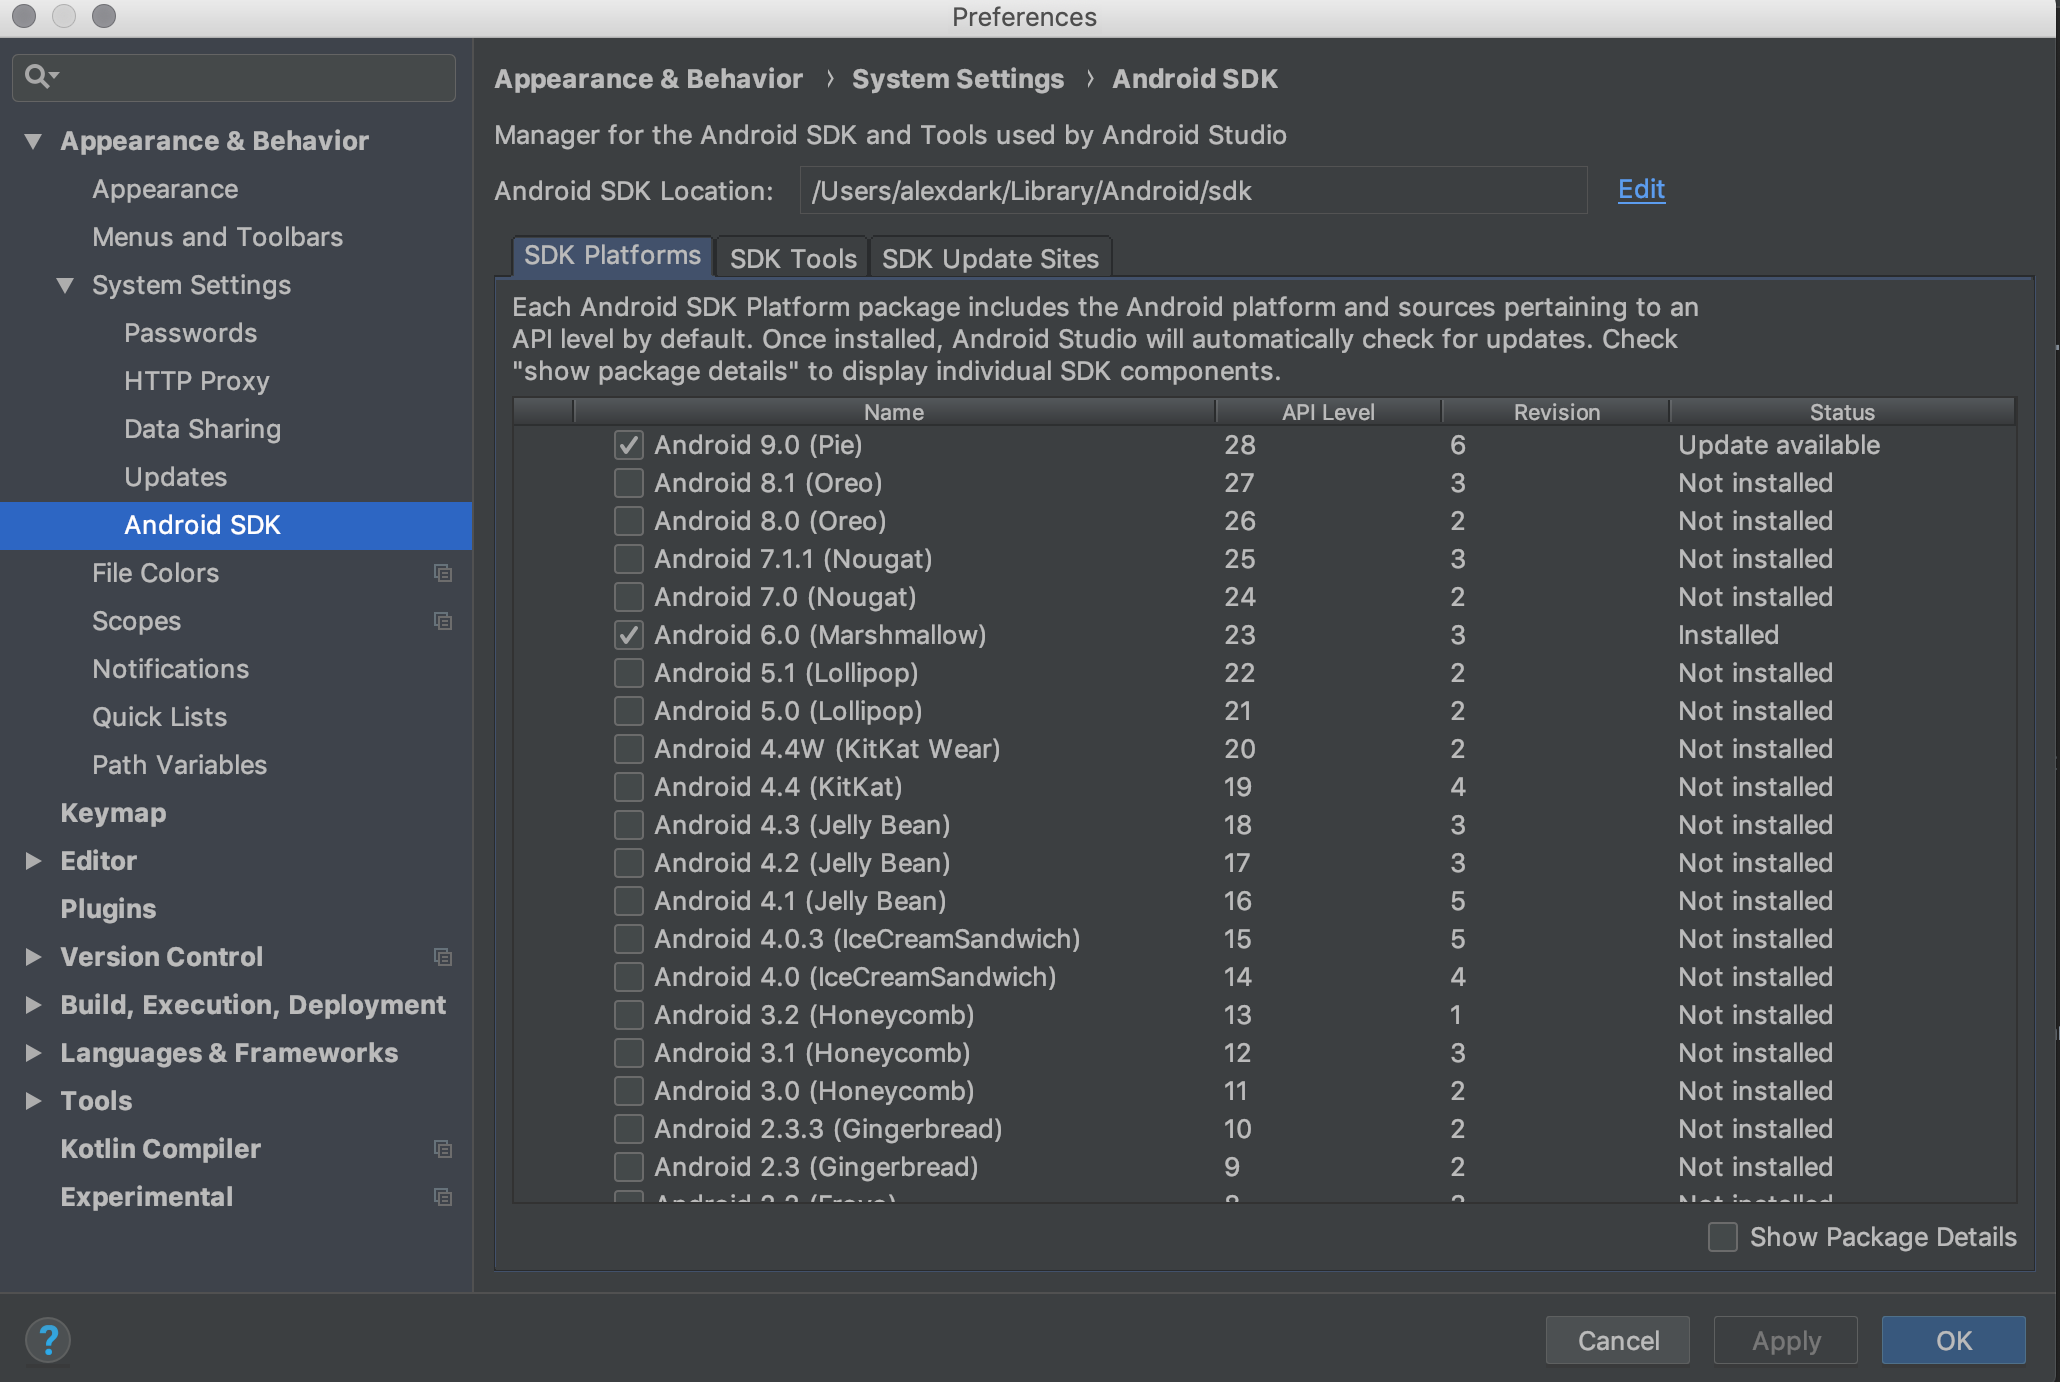 Preferences
Appearance & Behavior
Appearance
Menus and Toolbars
System Settings
Passwords
HTTP Proxy
Data Sharing
Updates
Android SDK
File Colors
Scopes
Notifications
Quick Lists
Path Variables
Keymap
Editor
Plugins
Version Control
Build, Execution, Deployment
Languages & Frameworks
Tools
Kotlin Compiler
Experimental
Appearance & Behavior › System Settings › Android SDK
Manager for the Android SDK and Tools used by Android Studio
Android SDK Location: /Users/alexdark/Library/Android/sdk Edit
SDK Platforms SDK Tools SDK Update Sites
Each Android SDK Platform package includes the Android platform and sources pertaining to an
API level by default. Once installed, Android Studio will automatically check for updates. Check
"show package details" to display individual SDK components.
Name API Level Revision Status
Android 9.0 (Pie) 28 6 Update available
Android 8.1 (Oreo) 27 3 Not installed
Android 8.0 (Oreo) 26 2 Not installed
Android 7.1.1 (Nougat) 25 3 Not installed
Android 7.0 (Nougat) 24 2 Not installed
Android 6.0 (Marshmallow) 23 3 Installed
Android 5.1 (Lollipop) 22 2 Not installed
Android 5.0 (Lollipop) 21 2 Not installed
Android 4.4W (KitKat Wear) 20 2 Not installed
Android 4.4 (KitKat) 19 4 Not installed
Android 4.3 (Jelly Bean) 18 3 Not installed
Android 4.2 (Jelly Bean) 17 3 Not installed
Android 4.1 (Jelly Bean) 16 5 Not installed
Android 4.0.3 (IceCreamSandwich) 15 5 Not installed
Android 4.0 (IceCreamSandwich) 14 4 Not installed
Android 3.2 (Honeycomb) 13 1 Not installed
Android 3.1 (Honeycomb) 12 3 Not installed
Android 3.0 (Honeycomb) 11 2 Not installed
Android 2.3.3 (Gingerbread) 10 2 Not installed
Android 2.3 (Gingerbread) 9 2 Not installed
Show Package Details
? Cancel Apply OK